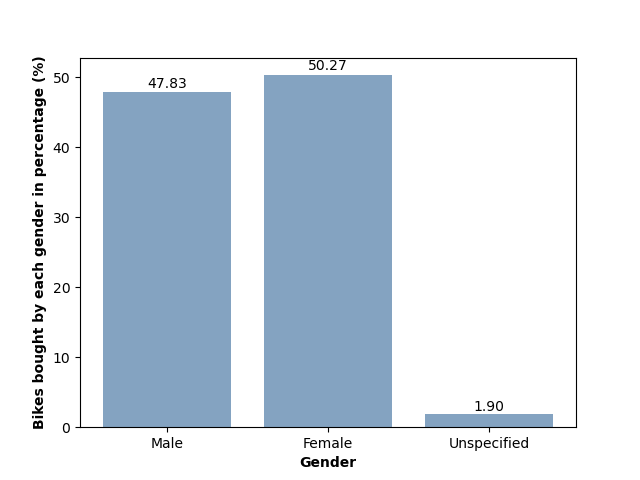 Bikes bought by each gender in percentage (%)
50
40
30
20
10
0
47.83
50.27
1.90
Male
Female
Unspecified
Gender